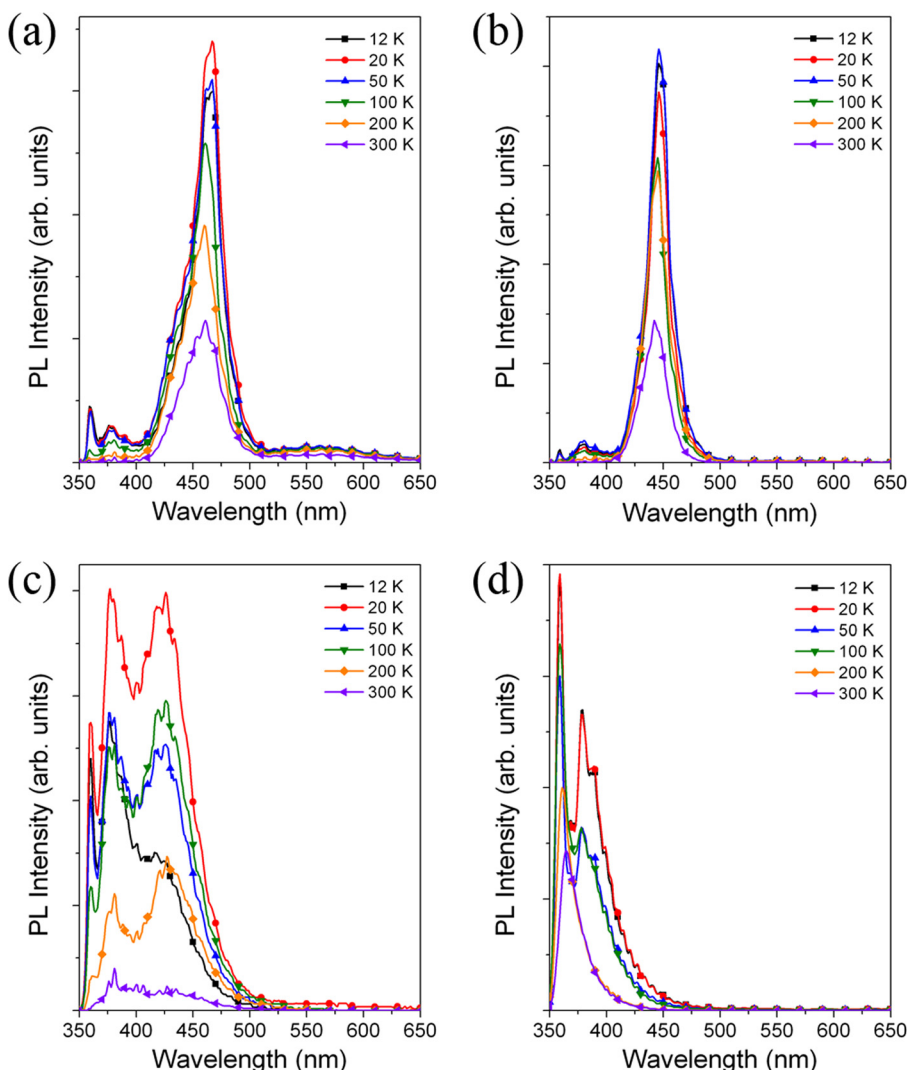 (a)
12 K
20 K
50 K
100 K
200 K
300 K
PL Intensity (arb. units)
350 400 450 500 550 600 650
Wavelength (nm)
(b)
12 K
20 K
50 K
100 K
200 K
300 K
PL Intensity (arb. units)
350 400 450 500 550 600 650
Wavelength (nm)
(c)
12 K
20 K
50 K
100 K
200 K
300 K
PL Intensity (arb. units)
350 400 450 500 550 600 650
Wavelength (nm)
(d)
12 K
20 K
50 K
100 K
200 K
300 K
PL Intensity (arb. units)
350 400 450 500 550 600 650
Wavelength (nm)